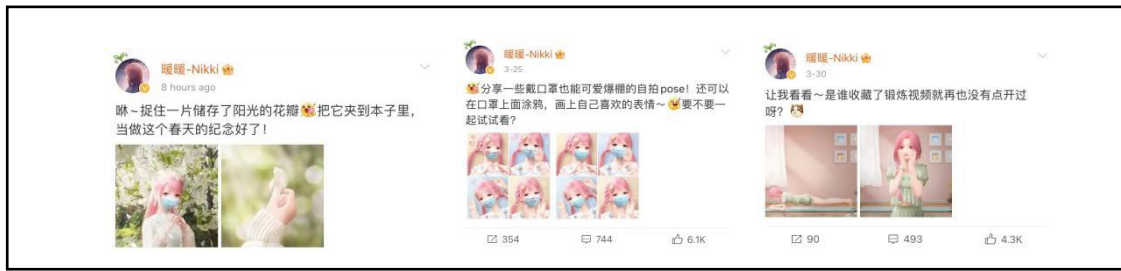 暖暖-Nikki
8 hours ago
咻~捉住一片储存了阳光的花瓣把它夹到本子里,
当做这个春天的纪念好了!
暖暖-Nikki
3-25
分享一些戴口罩也能可爱爆棚的自拍pose! 还可以
在口罩上面涂鸦, 画上自己喜欢的表情~要不要一
起试试看?
354
744
6.1K
暖暖-Nikki
3-30
让我看看~是谁收藏了锻炼视频就再也没有点开过
呀?
90
493
4.3K